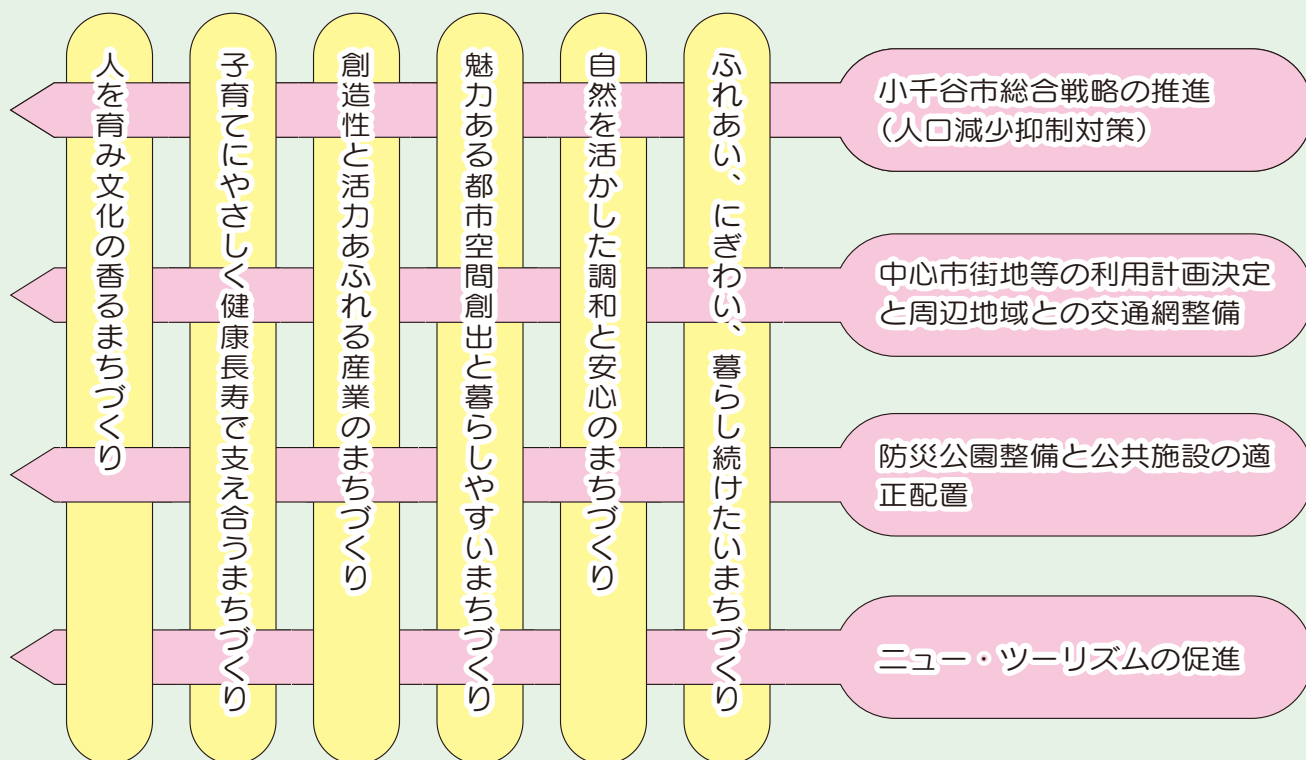 ふれあい、にぎわい、暮らし続けたいまちづくり
自然を活かした調和と安心のまちづくり
魅力ある都市空間創出と暮らしやすいまちづくり
創造性と活力あふれる産業のまちづくり
子育てにやさしく健康長寿で支え合うまちづくり
人を育み文化の香るまちづくり
小千谷市総合戦略の推進
(人口減少抑制対策)
中心市街地等の利用計画決定
と周辺地域との交通網整備
防災公園整備と公共施設の適
正配置
ニュー・ツーリズムの促進